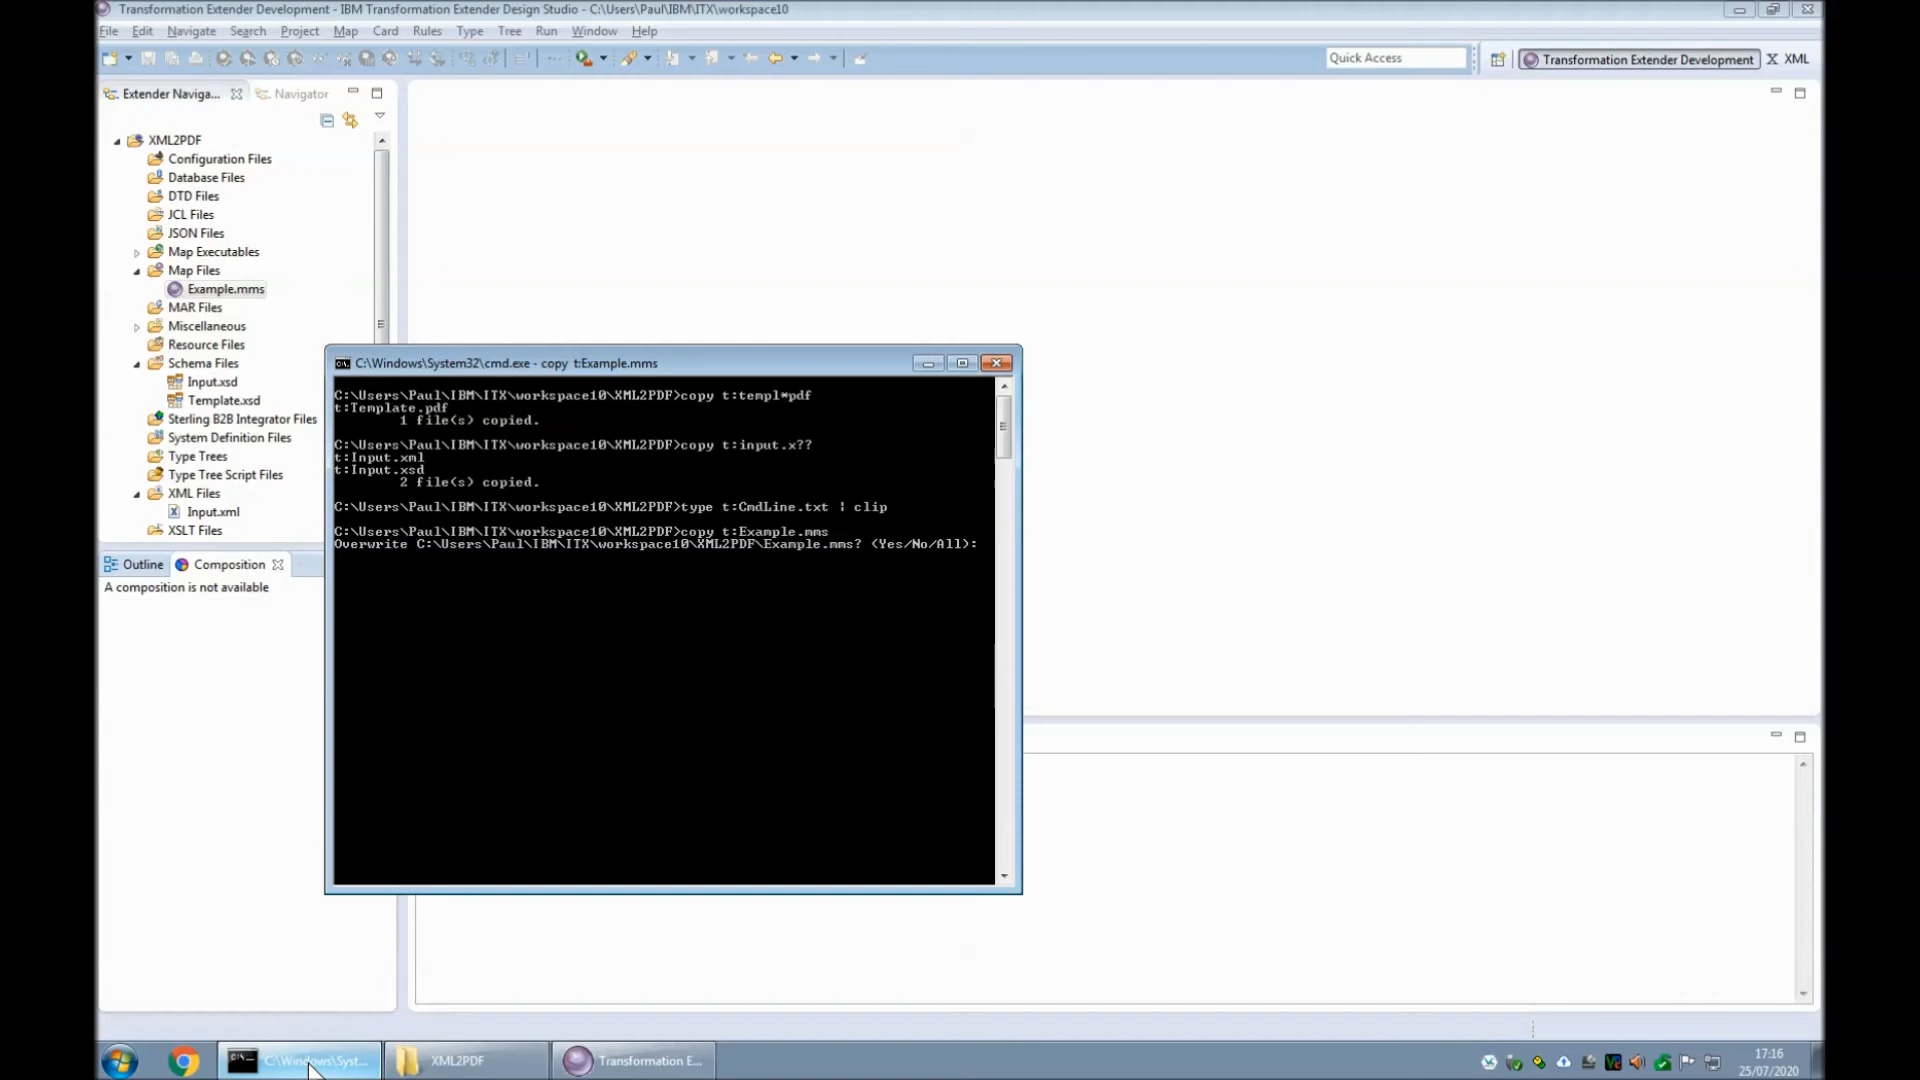 Transformation Extender Development - IBM Transformation Extender Design Studio - C:\Users\Paul\IBM\ITX\workspace10
File Edit Navigate Search Project Map Card Rules Type Tree Run Window Help
Quick Access
Transformation Extender Development
XML
Extender Naviga...
Navigator
XML2PDF
Configuration Files
Database Files
DTD Files
JCL Files
JSON Files
Map Executables
Map Files
Example.mms
MAR Files
Miscellaneous
Resource Files
Schema Files
Input.xsd
Template.xsd
Sterling B2B Integrator Files
System Definition Files
Type Trees
Type Tree Script Files
XML Files
Input.xml
XSLT Files
Outline
Composition
A composition is not available
C:\Windows\System32\cmd.exe - copy t:Example.mms
C:\Users\Paul\IBM\ITX\workspace10\XML2PDF>copy t:templ*pdf
t:Template.pdf
1 file(s) copied.
C:\Users\Paul\IBM\ITX\workspace10\XML2PDF>copy t:input.x??
t:Input.xml
t:Input.xsd
2 file(s) copied.
C:\Users\Paul\IBM\ITX\workspace10\XML2PDF>type t:CmdLine.txt | clip
C:\Users\Paul\IBM\ITX\workspace10\XML2PDF>copy t:Example.mms
Overwrite C:\Users\Paul\IBM\ITX\workspace10\XML2PDF\Example.mms? (Yes/No/All):
C:\Windows\Syst...
XML2PDF
Transformation E...
17:16
25/07/2020